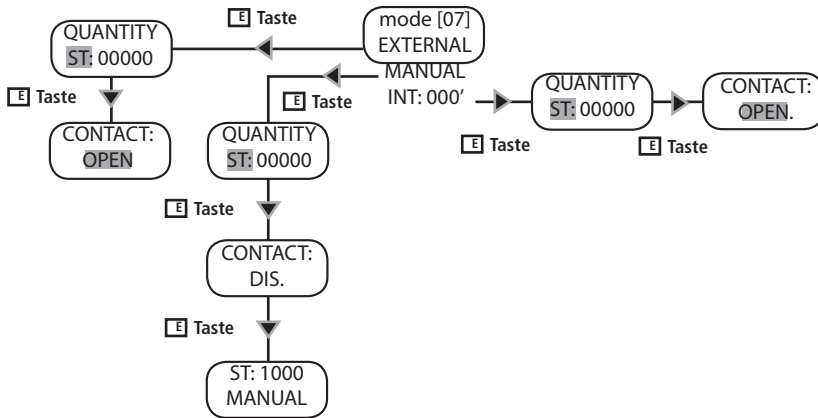 mode [07]
EXTERNAL
MANUAL
INT: 000’
E Taste
QUANTITY
ST: 00000
E Taste
CONTACT:
OPEN
E Taste
QUANTITY
ST: 00000
E Taste
CONTACT:
DIS.
E Taste
ST: 1000
MANUAL
E Taste
QUANTITY
ST: 00000
E Taste
CONTACT:
OPEN.